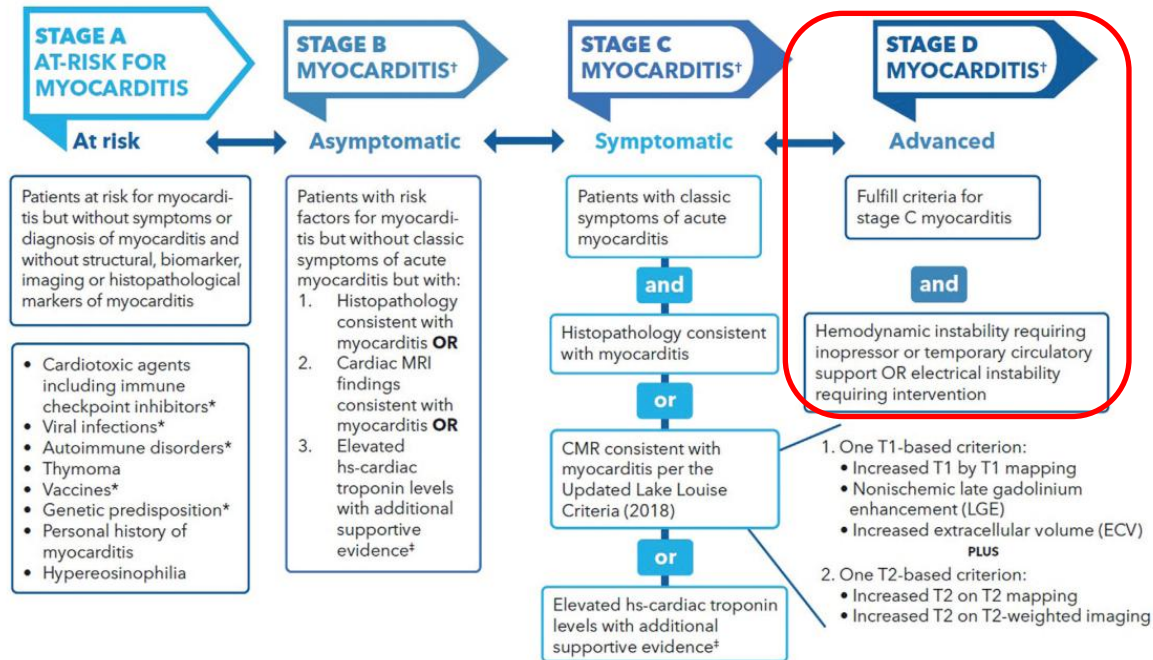 STAGE A
AT-RISK FOR
MYOCARDITIS
At risk
Patients at risk for myocardi-
tis but without symptoms or
diagnosis of myocarditis and
without structural, biomarker,
imaging or histopathological
markers of myocarditis
• Cardiotoxic agents
including immune
checkpoint inhibitors*
• Viral infections*
• Autoimmune disorders*
• Thymoma
• Vaccines*
• Genetic predisposition*
• Personal history of
myocarditis
• Hypereosinophilia
STAGE B
MYOCARDITIS†
Asymptomatic
Patients with risk
factors for myocardi-
tis but without classic
symptoms of acute
myocarditis but with:
1. Histopathology
consistent with
myocarditis OR
2. Cardiac MRI
findings
consistent with
myocarditis OR
3. Elevated
hs-cardiac
troponin levels
with additional
supportive
evidence‡
STAGE C
MYOCARDITIS†
Symptomatic
Patients with classic
symptoms of acute
myocarditis
and
Histopathology consistent
with myocarditis
or
CMR consistent with
myocarditis per the
Updated Lake Louise
Criteria (2018)
or
Elevated hs-cardiac troponin
levels with additional
supportive evidence‡
STAGE D
MYOCARDITIS†
Advanced
Fulfill criteria for
stage C myocarditis
and
Hemodynamic instability requiring
inopressor or temporary circulatory
support OR electrical instability
requiring intervention
1. One T1-based criterion:
• Increased T1 by T1 mapping
• Nonischemic late gadolinium
enhancement (LGE)
• Increased extracellular volume (ECV)
PLUS
2. One T2-based criterion:
• Increased T2 on T2 mapping
• Increased T2 on T2-weighted imaging